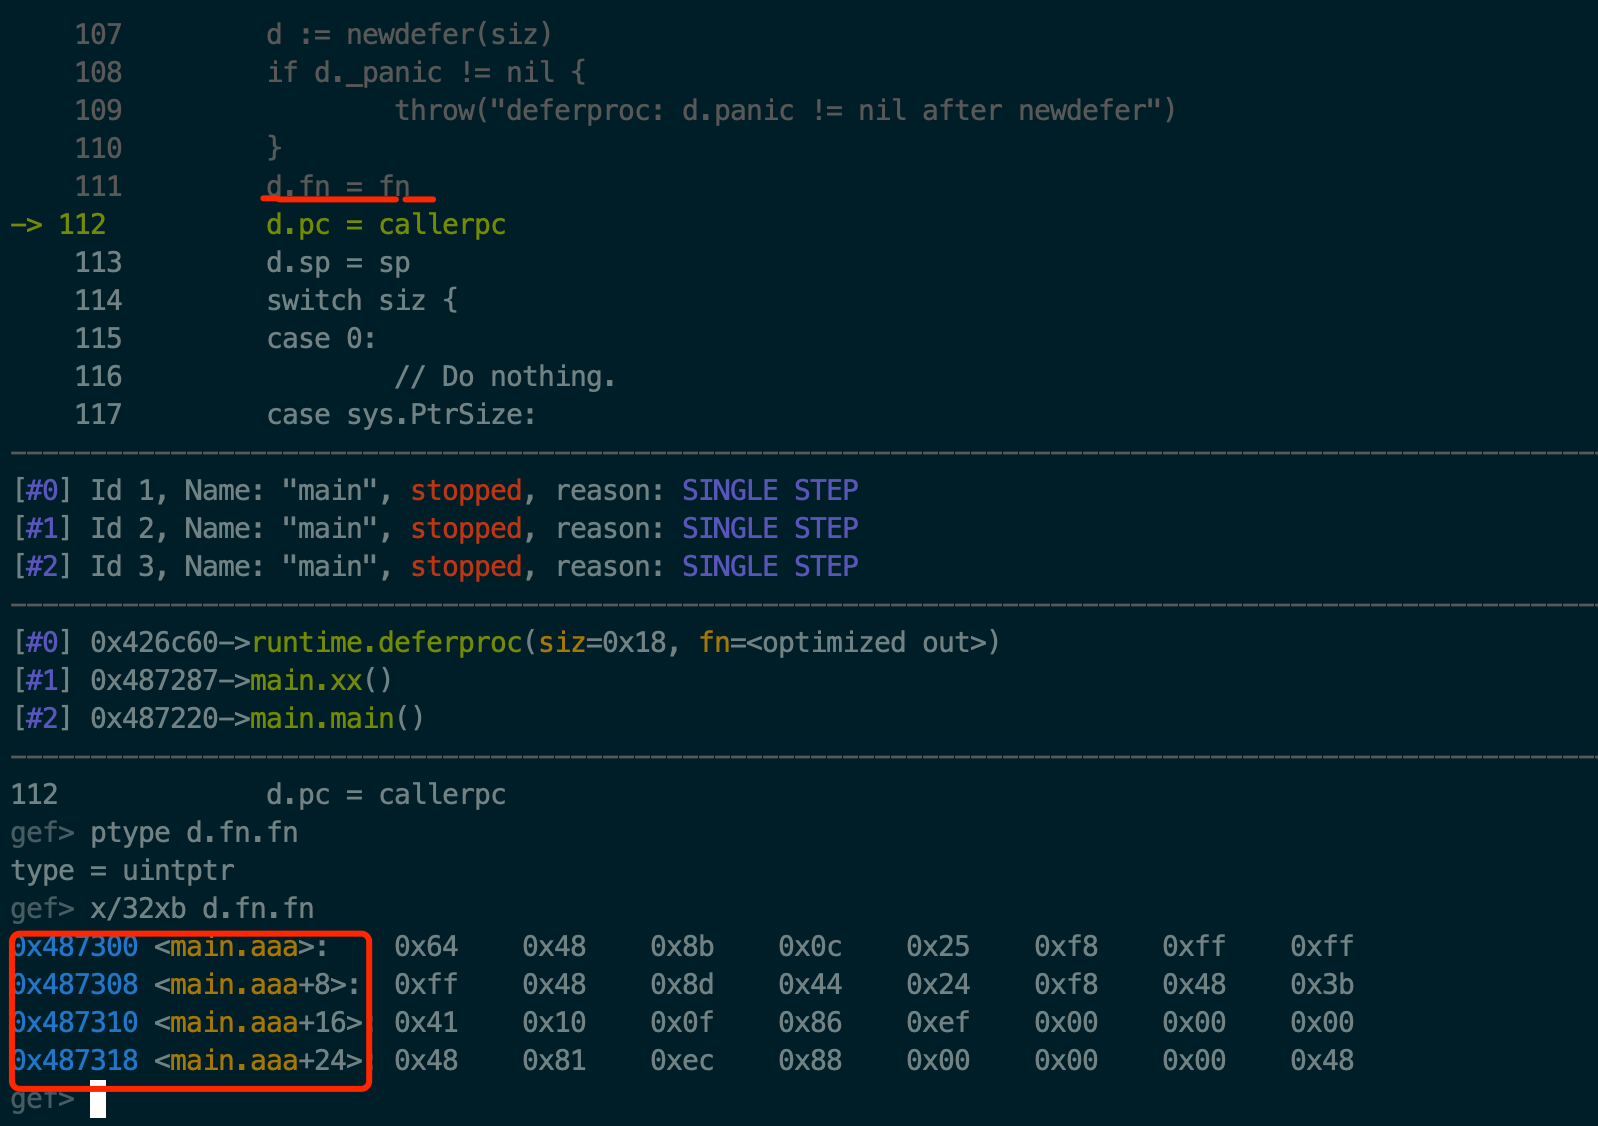 107         d := newdefer(siz)
108         if d._panic != nil {
109                 throw("deferproc: d.panic != nil after newdefer")
110         }
111         d.fn = fn
-> 112          d.pc = callerpc
113         d.sp = sp
114         switch siz {
115         case 0:
116                 // Do nothing.
117         case sys.PtrSize:
[#0] Id 1, Name: "main", stopped, reason: SINGLE STEP
[#1] Id 2, Name: "main", stopped, reason: SINGLE STEP
[#2] Id 3, Name: "main", stopped, reason: SINGLE STEP
[#0] 0x426c60->runtime.deferproc(siz=0x18, fn=<optimized out>)
[#1] 0x487287->main.xx()
[#2] 0x487220->main.main()
112             d.pc = callerpc
gef> ptype d.fn.fn
type = uintptr
gef> x/32xb d.fn.fn
0x487300 <main.aaa>:    0x64    0x48    0x8b    0x0c    0x25    0xf8    0xff    0xff
0x487308 <main.aaa+8>:  0xff    0x48    0x8d    0x44    0x24    0xf8    0x48    0x3b
0x487310 <main.aaa+16>: 0x41    0x10    0x0f    0x86    0xef    0x00    0x00    0x00
0x487318 <main.aaa+24>: 0x48    0x81    0xec    0x88    0x00    0x00    0x00    0x48
gef>